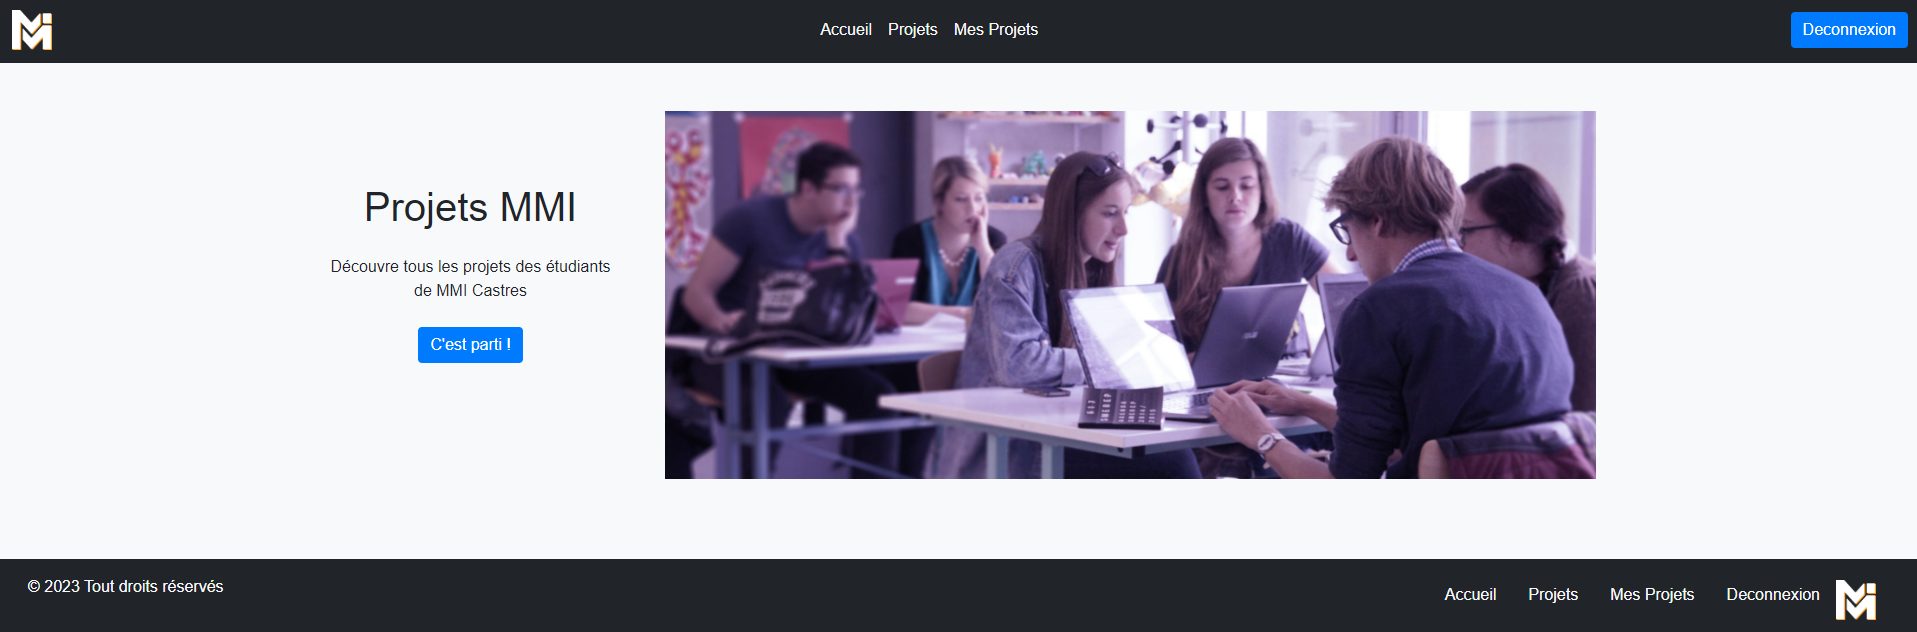 Accueil Projets Mes Projets Deconnexion
Projets MMI
Découvre tous les projets des étudiants
de MMI Castres
C'est parti !
© 2023 Tout droits réservés
Accueil Projets Mes Projets Deconnexion